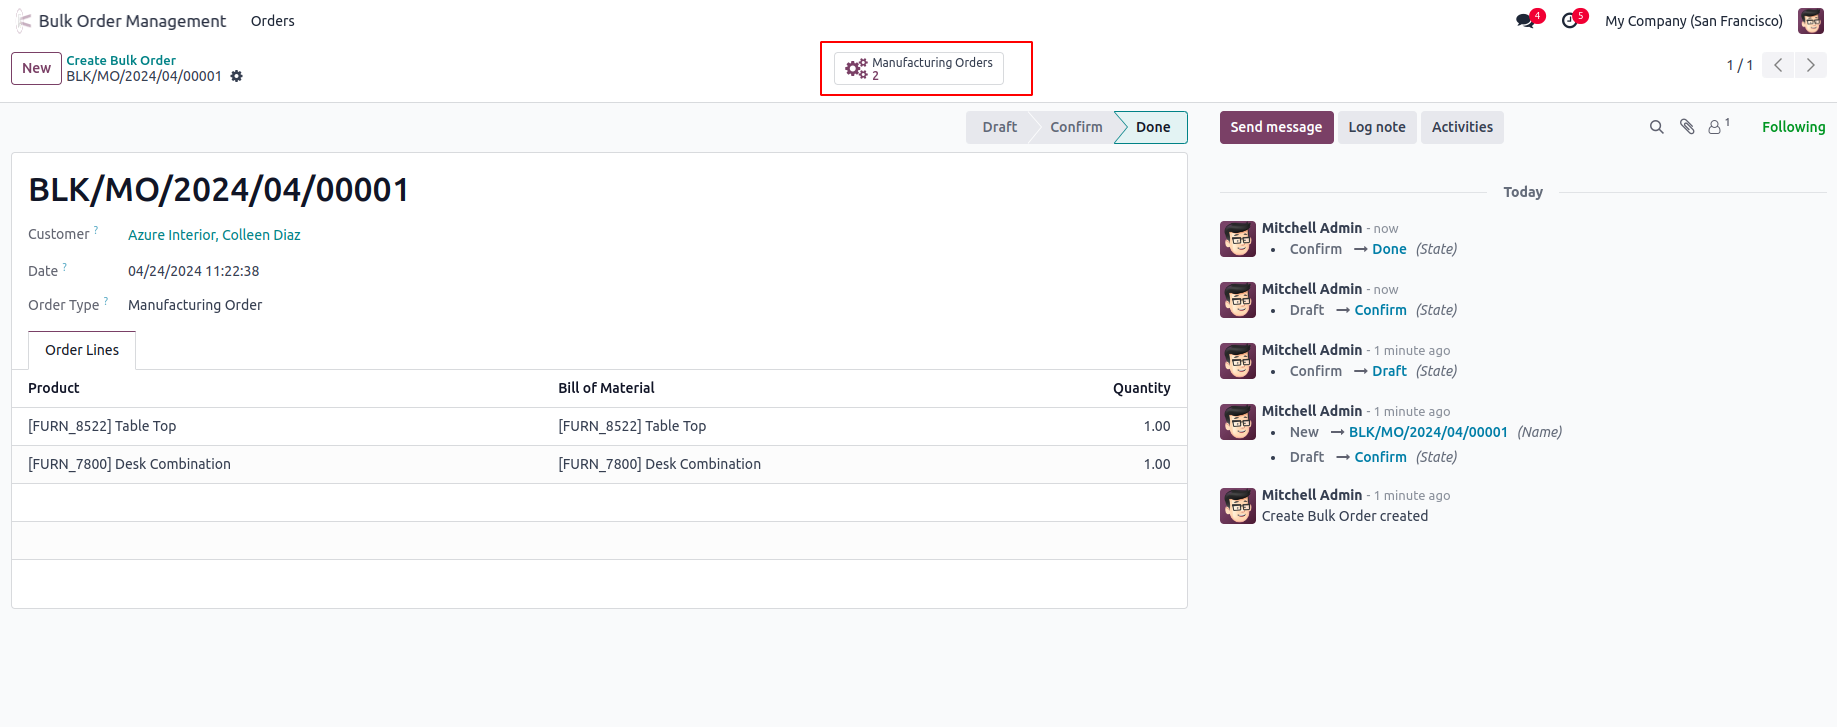 Bulk Order Management Orders 4 5 My Company (San Francisco)
New Create Bulk Order
BLK/MO/2024/04/00001
Manufacturing Orders
2
1 / 1
Draft Confirm Done
Send message Log note Activities 1 Following
BLK/MO/2024/04/00001
Customer ? Azure Interior, Colleen Diaz
Date ? 04/24/2024 11:22:38
Order Type ? Manufacturing Order
Order Lines
Product Bill of Material Quantity
[FURN_8522] Table Top [FURN_8522] Table Top 1.00
[FURN_7800] Desk Combination [FURN_7800] Desk Combination 1.00
Today
Mitchell Admin - now
• Confirm → Done (State)
Mitchell Admin - now
• Draft → Confirm (State)
Mitchell Admin - 1 minute ago
• Confirm → Draft (State)
Mitchell Admin - 1 minute ago
• New → BLK/MO/2024/04/00001 (Name)
• Draft → Confirm (State)
Mitchell Admin - 1 minute ago
Create Bulk Order created